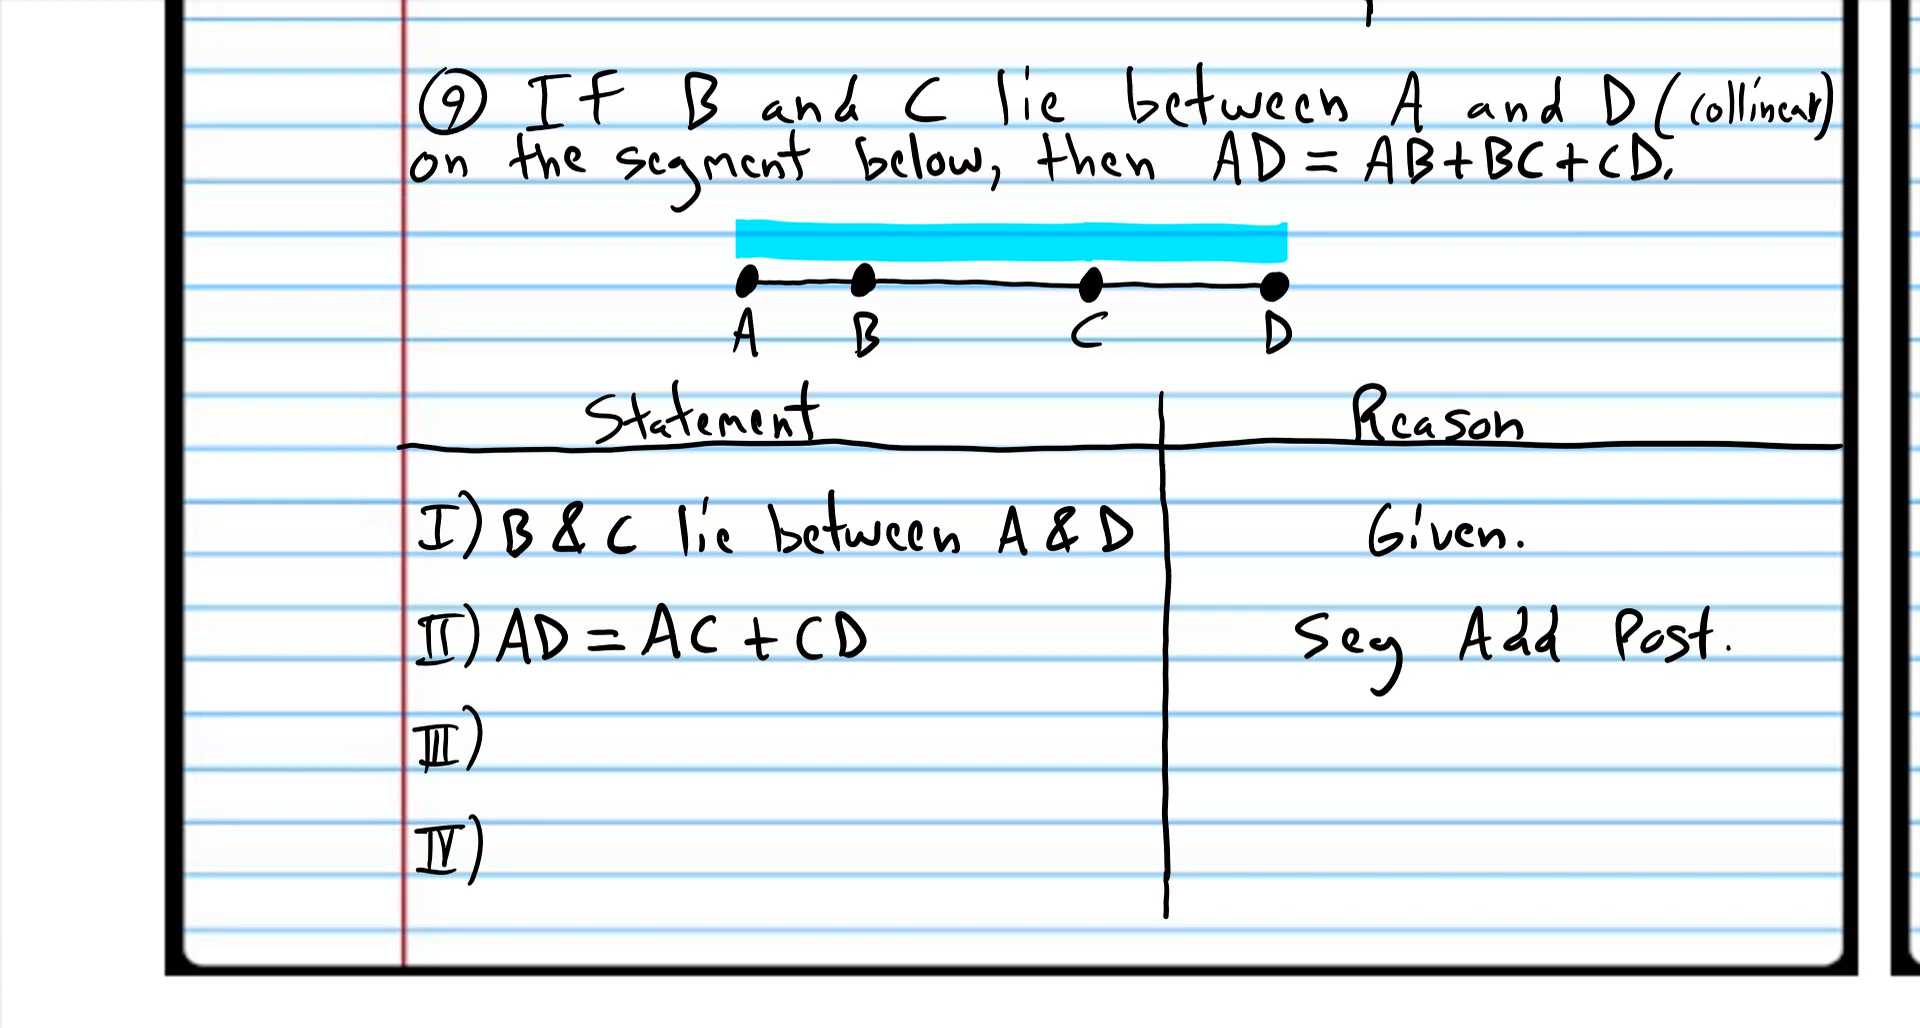 ⑨ If B and C lie between A and D (collinear)
on the segment below, then AD = AB + BC + CD.
A B C D
Statement Reason
I) B & C lie between A & D Given.
II) AD = AC + CD Seg Add Post.
III)
IV)